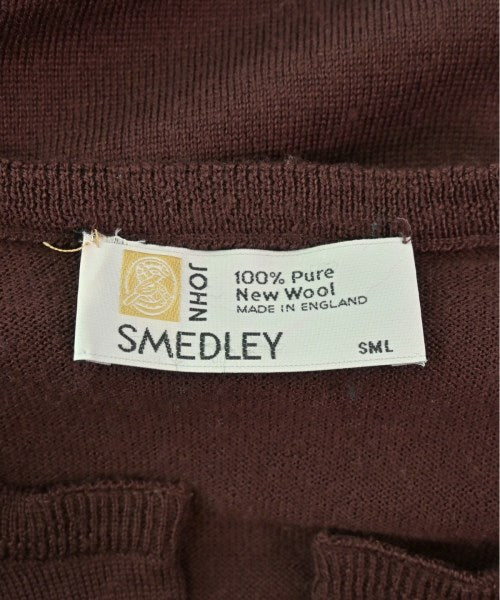 JOHN
SMEDLEY
100% Pure
New Wool
MADE IN ENGLAND
SML